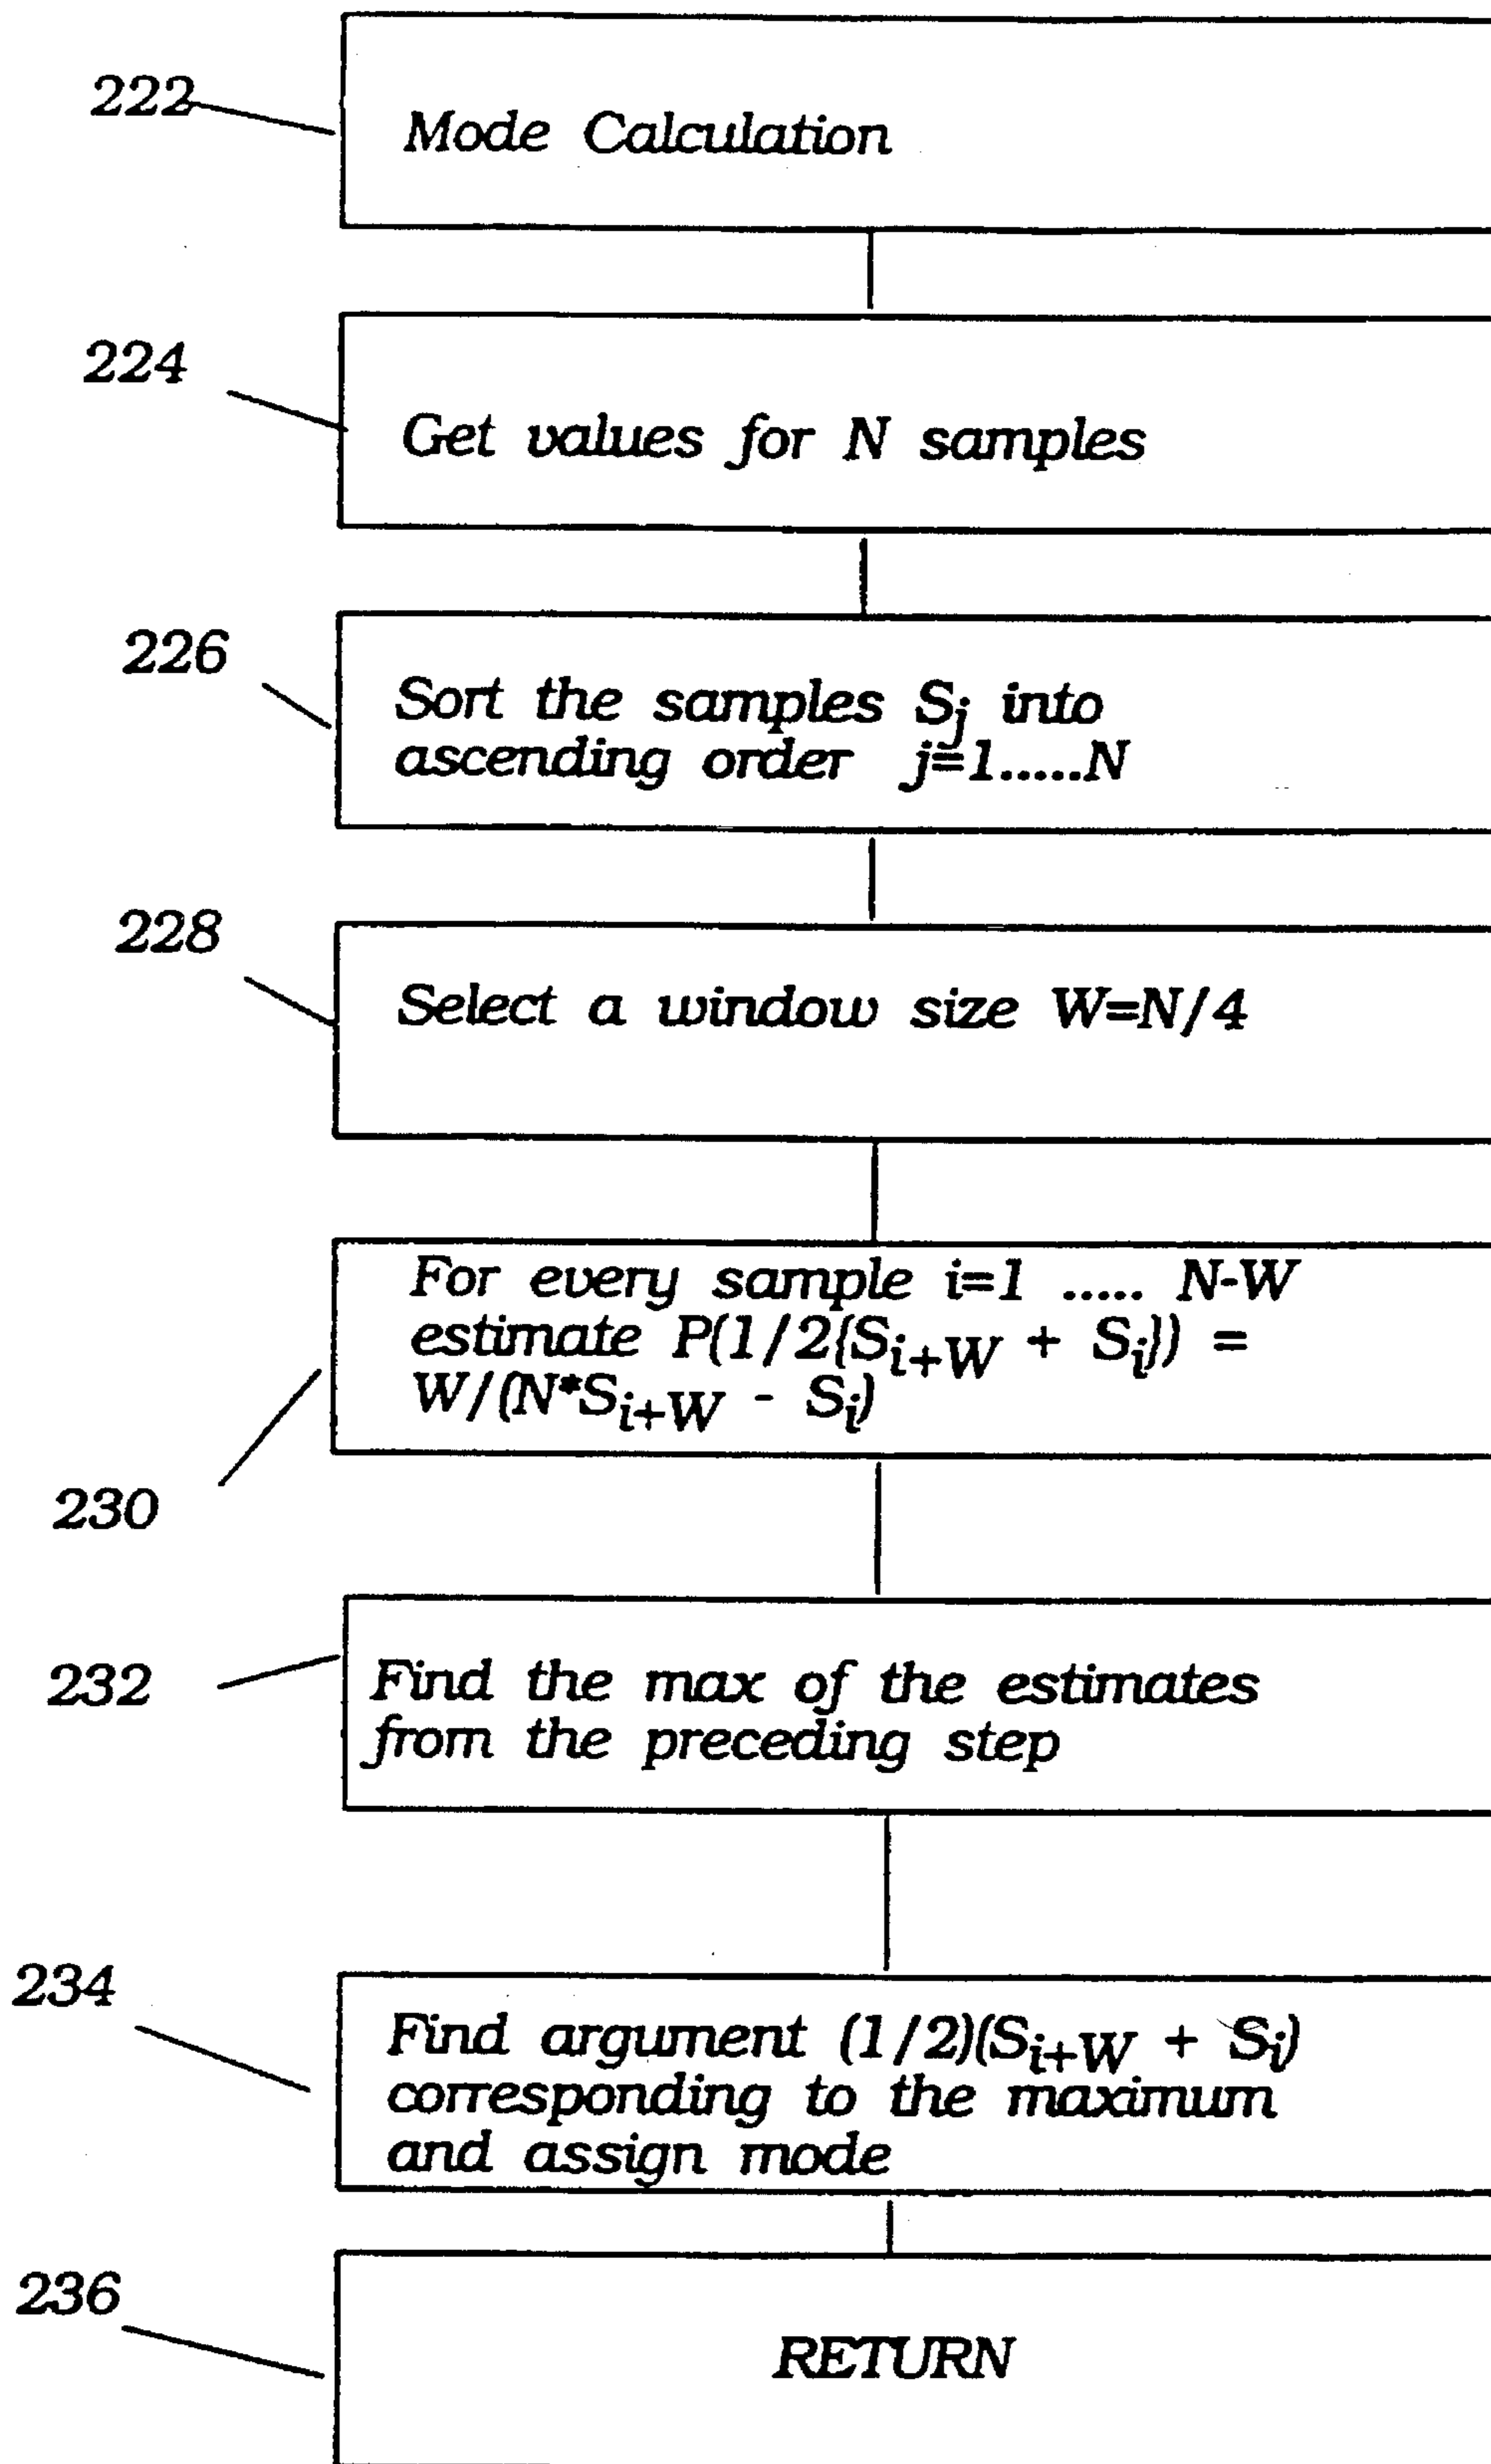 222
Mode Calculation
224
Get values for N samples
226
Sort the samples Sj into
ascending order j=1.....N
228
Select a window size W=N/4
For every sample i=1 ..... N-W
estimate P(1/2(Si+W + Si)) =
W/(N*Si+W - Si)
230
232
Find the max of the estimates
from the preceding step
234
Find argument (1/2)(Si+W + Si)
corresponding to the maximum
and assign mode
236
RETURN